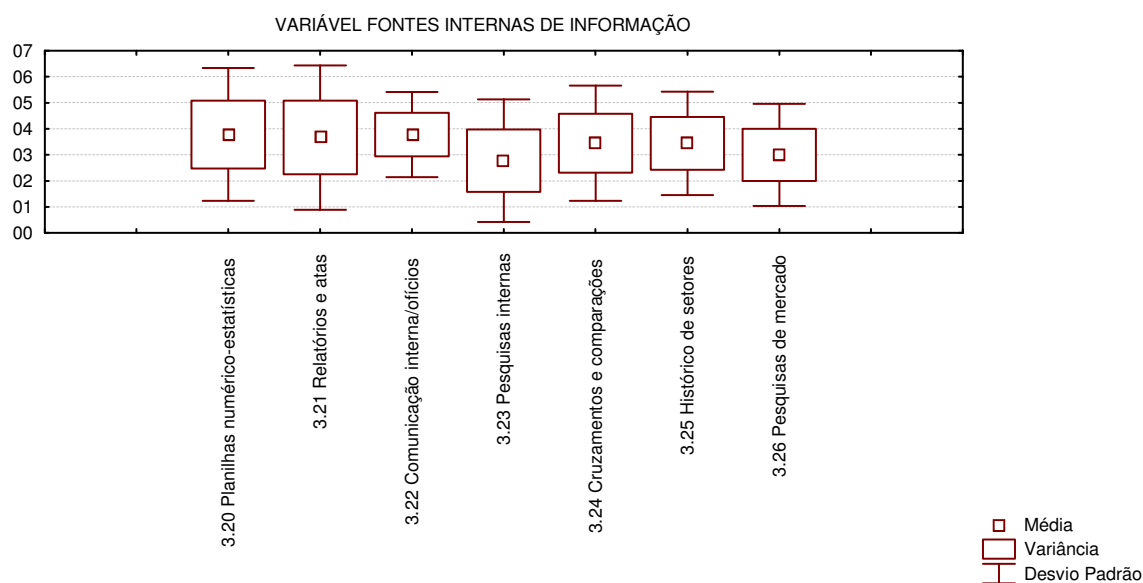 VARIÁVEL FONTES INTERNAS DE INFORMAÇÃO
07
06
05
04
03
02
01
00
3.20 Planilhas numérico-estatísticas
3.21 Relatórios e atas
3.22 Comunicação interna/ofícios
3.23 Pesquisas internas
3.24 Cruzamentos e comparações
3.25 Histórico de setores
3.26 Pesquisas de mercado
Média
Variância
Desvio Padrão